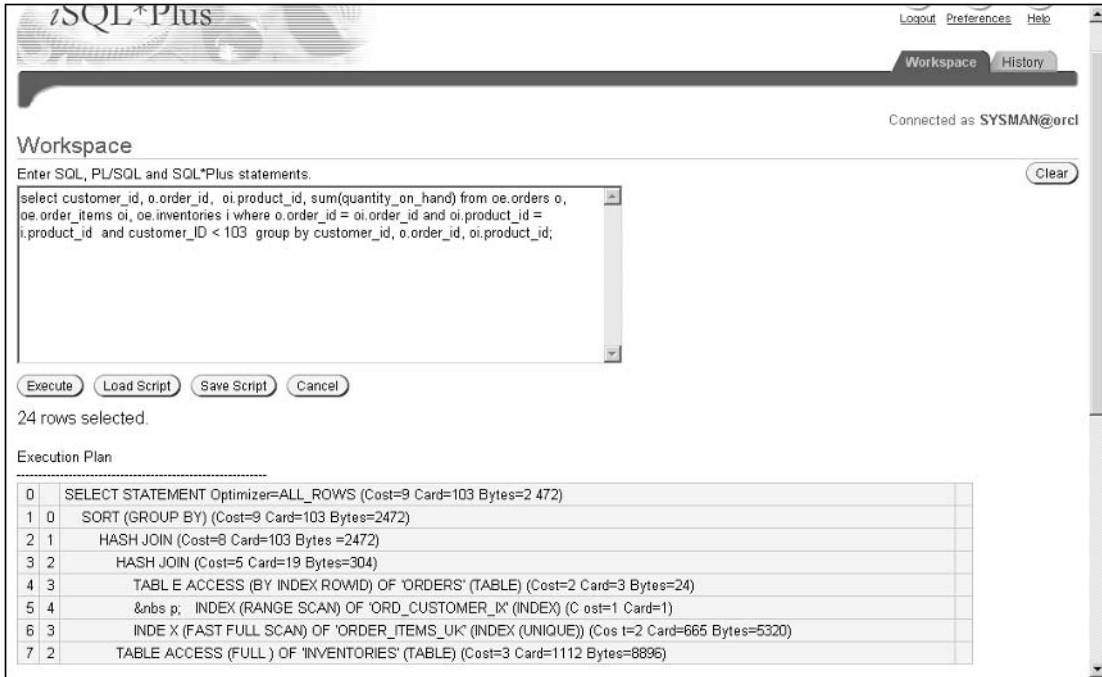 iSQL*Plus
Logout Preferences Help
Workspace History
Connected as SYSMAN@orcl
Workspace
Enter SQL, PL/SQL and SQL*Plus statements.
Clear
select customer_id, o.order_id, oi.product_id, sum(quantity_on_hand) from oe.orders o,
oe.order_items oi, oe.inventories i where o.order_id = oi.order_id and oi.product_id =
i.product_id and customer_ID < 103 group by customer_id, o.order_id, oi.product_id;
Execute Load Script Save Script Cancel
24 rows selected.
Execution Plan
----------------------------------------------------------
0 SELECT STATEMENT Optimizer=ALL_ROWS (Cost=9 Card=103 Bytes=2 472)
1 0 SORT (GROUP BY) (Cost=9 Card=103 Bytes=2472)
2 1 HASH JOIN (Cost=8 Card=103 Bytes =2472)
3 2 HASH JOIN (Cost=5 Card=19 Bytes=304)
4 3 TABL E ACCESS (BY INDEX ROWID) OF 'ORDERS' (TABLE) (Cost=2 Card=3 Bytes=24)
5 4 &nbs p; INDEX (RANGE SCAN) OF 'ORD_CUSTOMER_IX' (INDEX) (C ost=1 Card=1)
6 3 INDE X (FAST FULL SCAN) OF 'ORDER_ITEMS_UK' (INDEX (UNIQUE)) (Cos t=2 Card=665 Bytes=5320)
7 2 TABLE ACCESS (FULL ) OF 'INVENTORIES' (TABLE) (Cost=3 Card=1112 Bytes=8896)